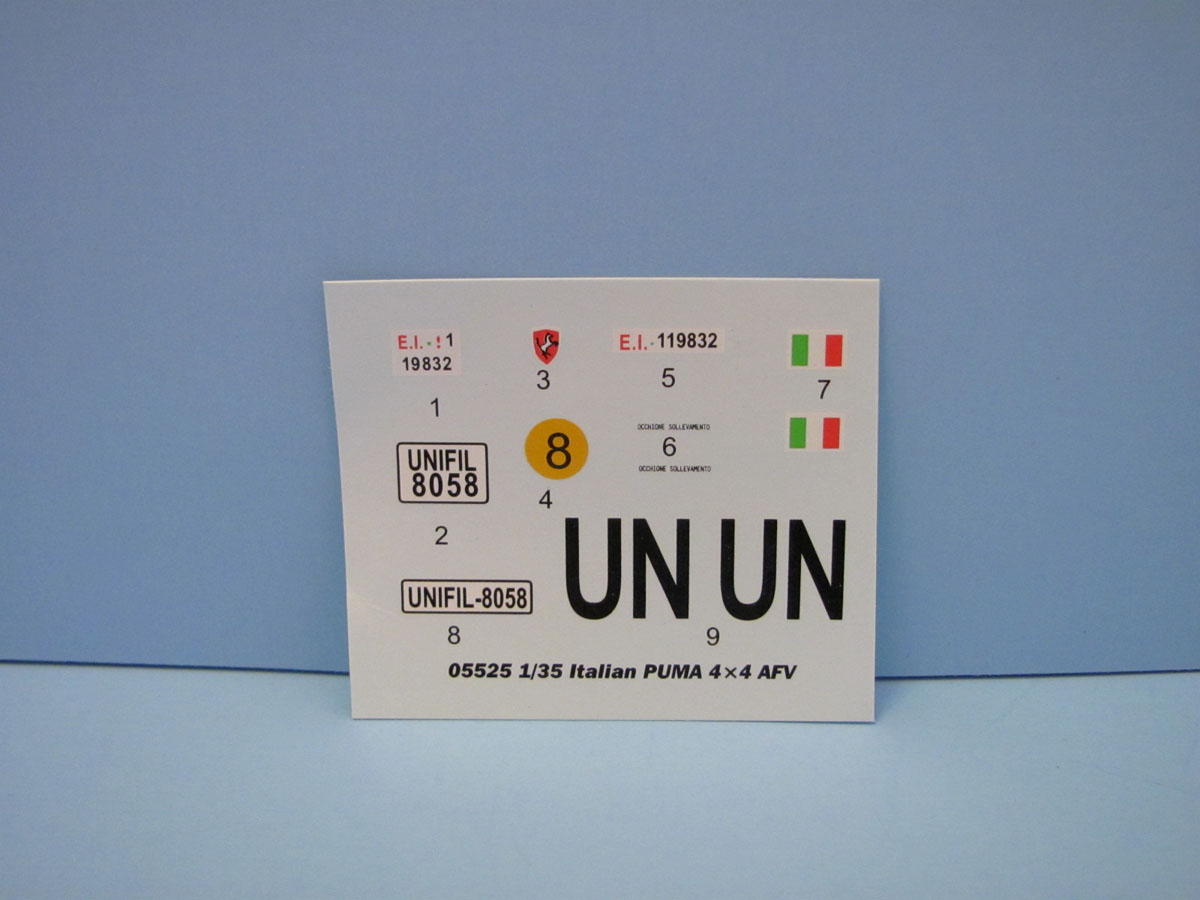 E.I. 1
19832
1
3
E.I. 119832
5
7
UNIFIL
8058
2
8
4
OCCHIONE SOLLEVAMENTO
6
OCCHIONE SOLLEVAMENTO
UNIFIL-8058
8
UN UN
9
05525 1/35 Italian PUMA 4×4 AFV